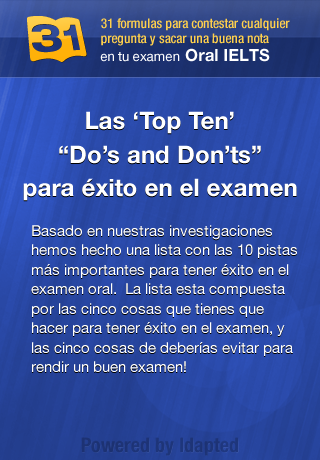 31
31 formulas para contestar cualquier
pregunta y sacar una buena nota
en tu examen Oral IELTS
Las ‘Top Ten’
“Do’s and Don’ts”
para éxito en el examen
Basado en nuestras investigaciones
hemos hecho una lista con las 10 pistas
más importantes para tener éxito en el
examen oral.  La lista esta compuesta
por las cinco cosas que tienes que
hacer para tener éxito en el examen, y
las cinco cosas de deberías evitar para
rendir un buen examen!
Powered by Idapted